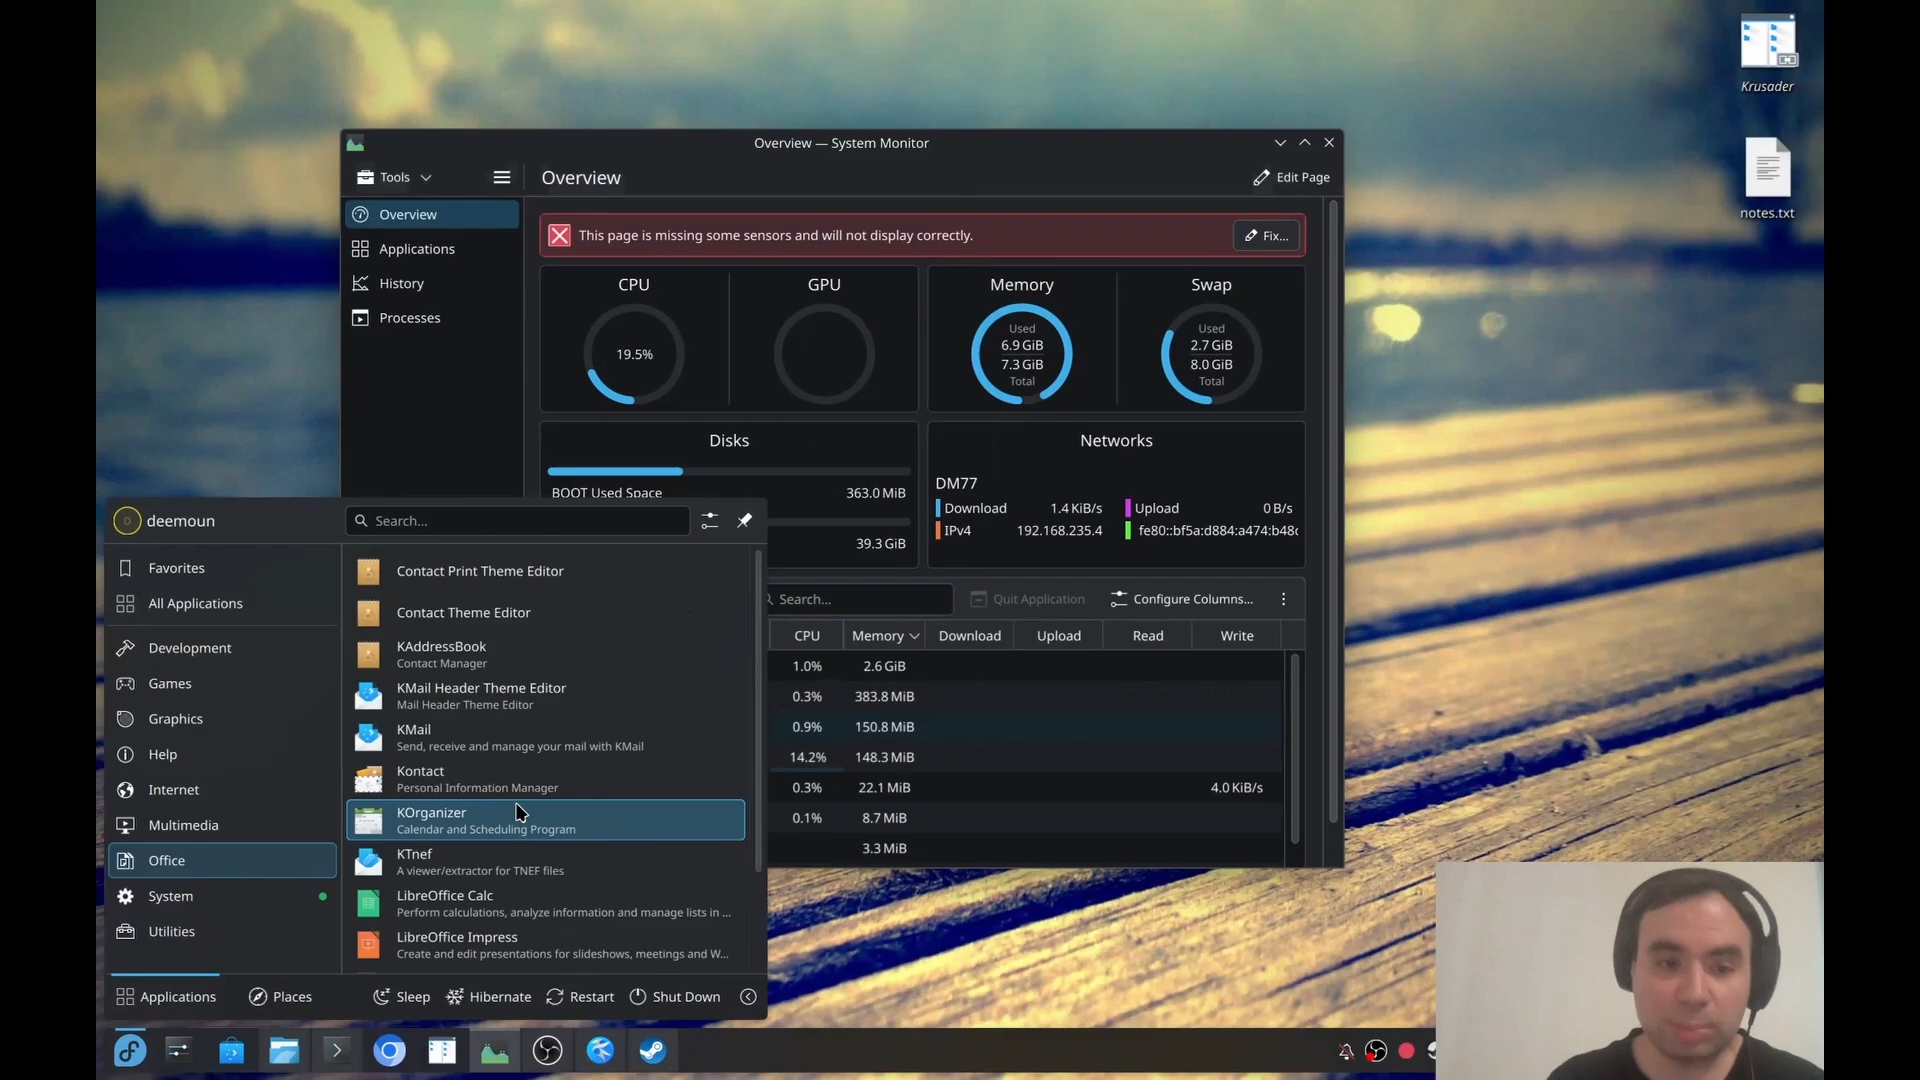 Krusader
notes.txt
Overview — System Monitor
Tools
Overview
Edit Page
Overview
Applications
History
Processes
This page is missing some sensors and will not display correctly.
Fix...
CPU
GPU
Memory
Swap
19.5%
Used
6.9 GiB
7.3 GiB
Total
Used
2.7 GiB
8.0 GiB
Total
Disks
Networks
BOOT Used Space
363.0 MiB
39.3 GiB
DM77
Download
1.4 KiB/s
Upload
0 B/s
IPv4
192.168.235.4
fe80::bf5a:d884:a474:b48c
Search...
Quit Application
Configure Columns...
CPU
Memory
Download
Upload
Read
Write
1.0%
2.6 GiB
0.3%
383.8 MiB
0.9%
150.8 MiB
14.2%
148.3 MiB
0.3%
22.1 MiB
4.0 KiB/s
0.1%
8.7 MiB
3.3 MiB
D
deemoun
Search...
Favorites
All Applications
Development
Games
Graphics
Help
Internet
Multimedia
Office
System
Utilities
Contact Print Theme Editor
Contact Theme Editor
KAddressBook
Contact Manager
KMail Header Theme Editor
Mail Header Theme Editor
KMail
Send, receive and manage your mail with KMail
Kontact
Personal Information Manager
KOrganizer
Calendar and Scheduling Program
KTnef
A viewer/extractor for TNEF files
LibreOffice Calc
Perform calculations, analyze information and manage lists in ...
LibreOffice Impress
Create and edit presentations for slideshows, meetings and W...
Applications
Places
Sleep
Hibernate
Restart
Shut Down